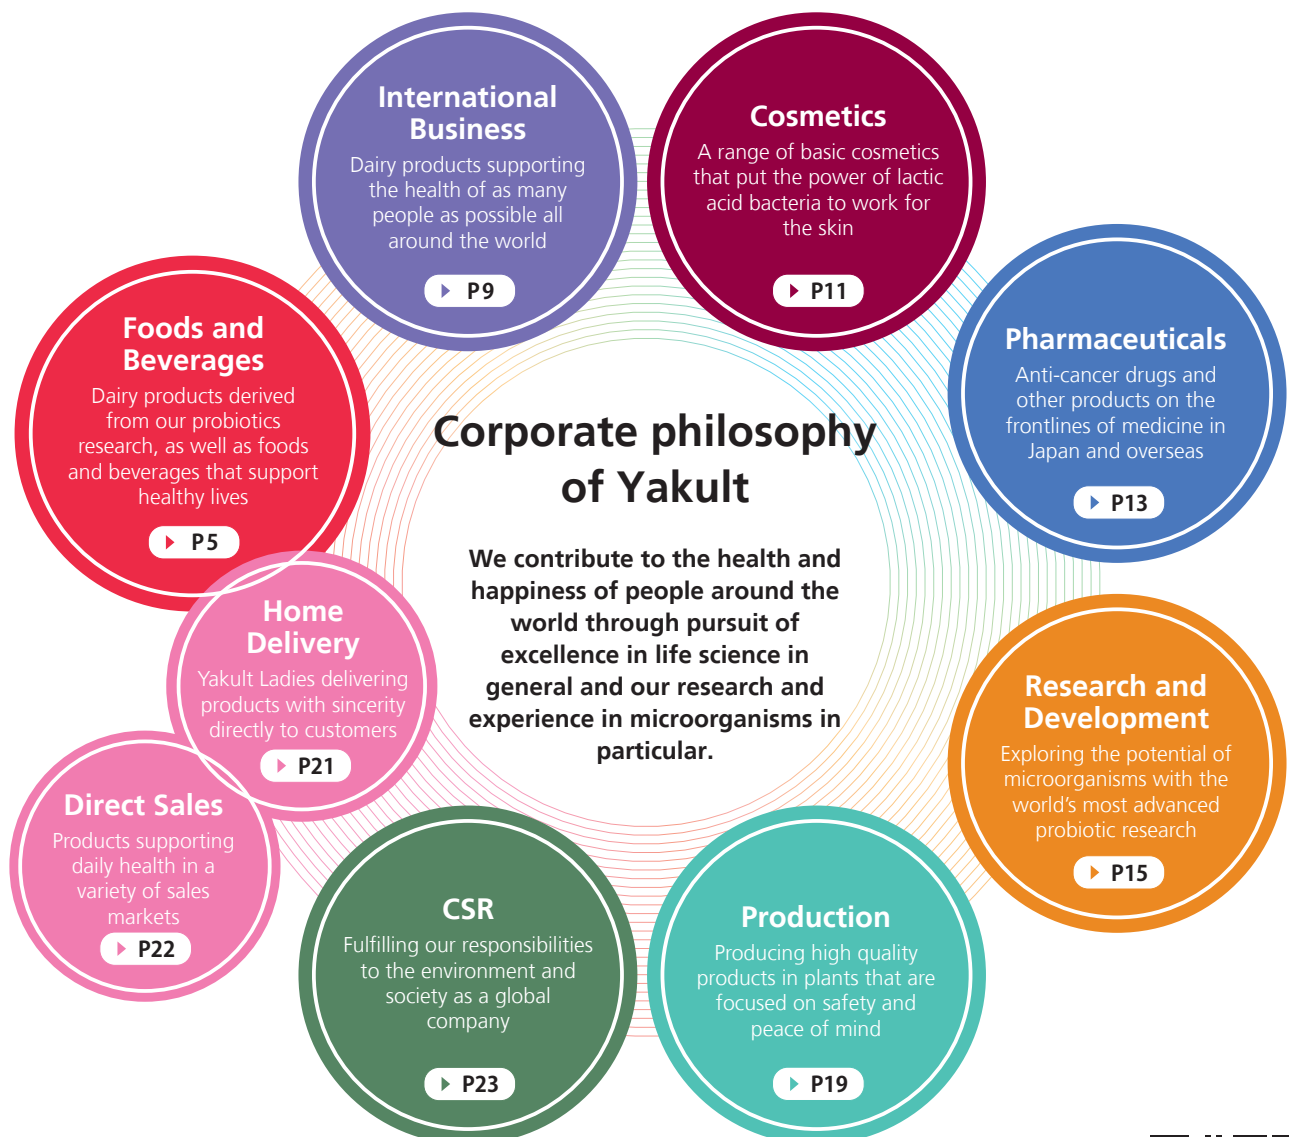 International
Business
Dairy products supporting
the health of as many
people as possible all
around the world
P9
Cosmetics
A range of basic cosmetics
that put the power of lactic
acid bacteria to work for
the skin
P11
Foods and
Beverages
Dairy products derived
from our probiotics
research, as well as foods
and beverages that support
healthy lives
P5
Pharmaceuticals
Anti-cancer drugs and
other products on the
frontlines of medicine in
Japan and overseas
P13
Corporate philosophy
of Yakult
We contribute to the health and
happiness of people around the
world through pursuit of
excellence in life science in
general and our research and
experience in microorganisms in
particular.
Home
Delivery
Yakult Ladies delivering
products with sincerity
directly to customers
P21
Research and
Development
Exploring the potential of
microorganisms with the
world's most advanced
probiotic research
P15
Direct Sales
Products supporting
daily health in a
variety of sales
markets
P22
CSR
Fulfilling our responsibilities
to the environment and
society as a global
company
P23
Production
Producing high quality
products in plants that are
focused on safety and
peace of mind
P19